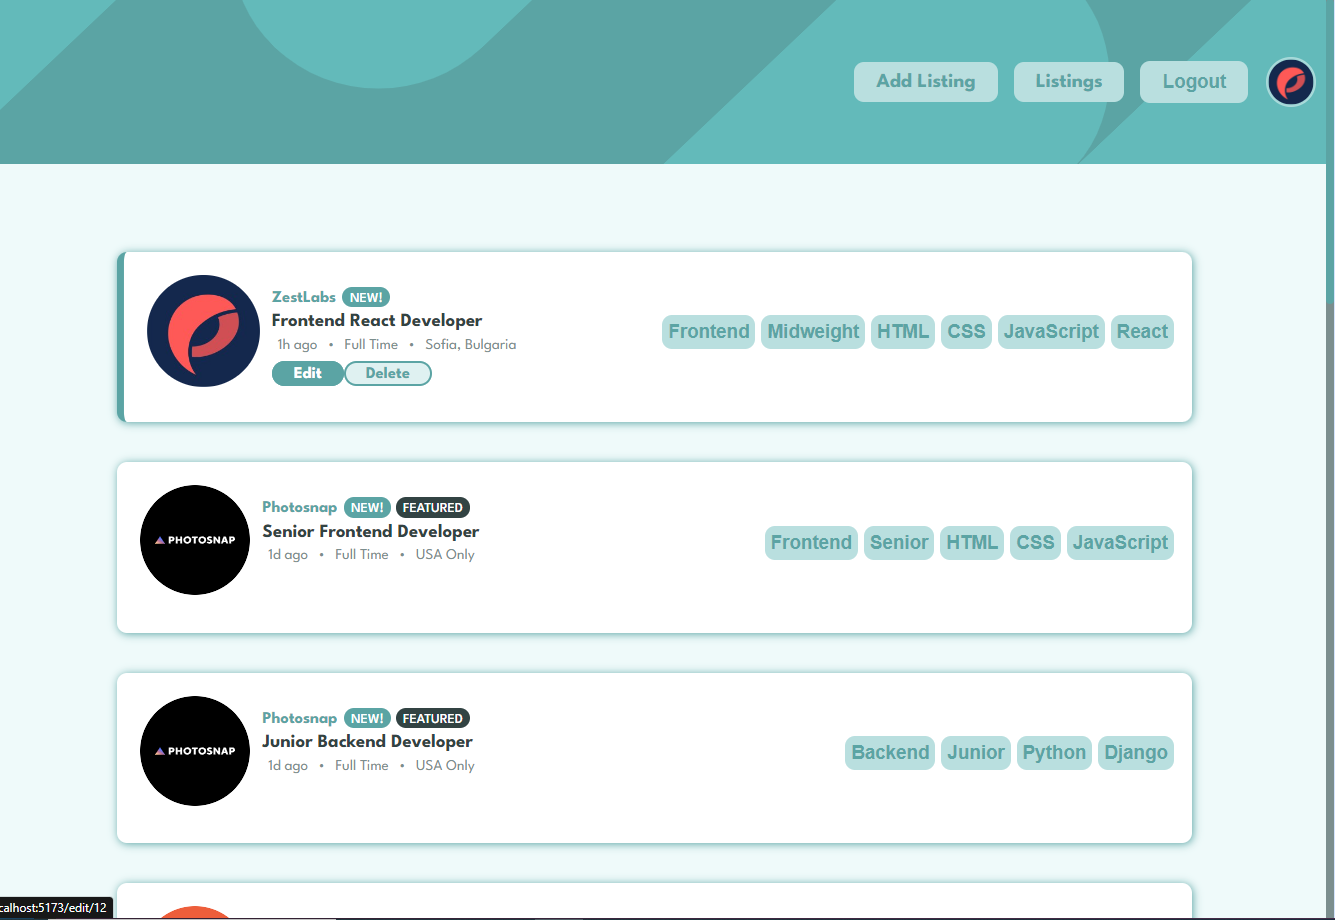 Add Listing Listings Logout
ZestLabs NEW!
Frontend React Developer
1h ago • Full Time • Sofia, Bulgaria
Edit Delete
Frontend Midweight HTML CSS JavaScript React
PHOTOSNAP
Photosnap NEW! FEATURED
Senior Frontend Developer
1d ago • Full Time • USA Only
Frontend Senior HTML CSS JavaScript
PHOTOSNAP
Photosnap NEW! FEATURED
Junior Backend Developer
1d ago • Full Time • USA Only
Backend Junior Python Django
calhost:5173/edit/12